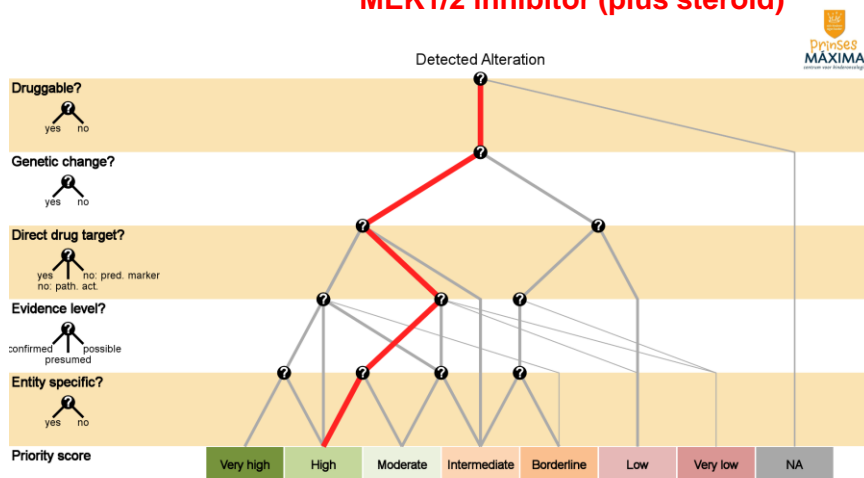 MEK1/2 inhibitor (plus steroid)
prinses
MÁXIMA
Detected Alteration
?
Druggable?
?
yes no
?
Genetic change?
?
yes no
? ?
Direct drug target?
?
yes no: pred. marker
no: path. act.
? ? ?
Evidence level?
?
confirmed possible
presumed
? ? ? ?
Entity specific?
?
yes no
Priority score
Very high High Moderate Intermediate Borderline Low Very low NA